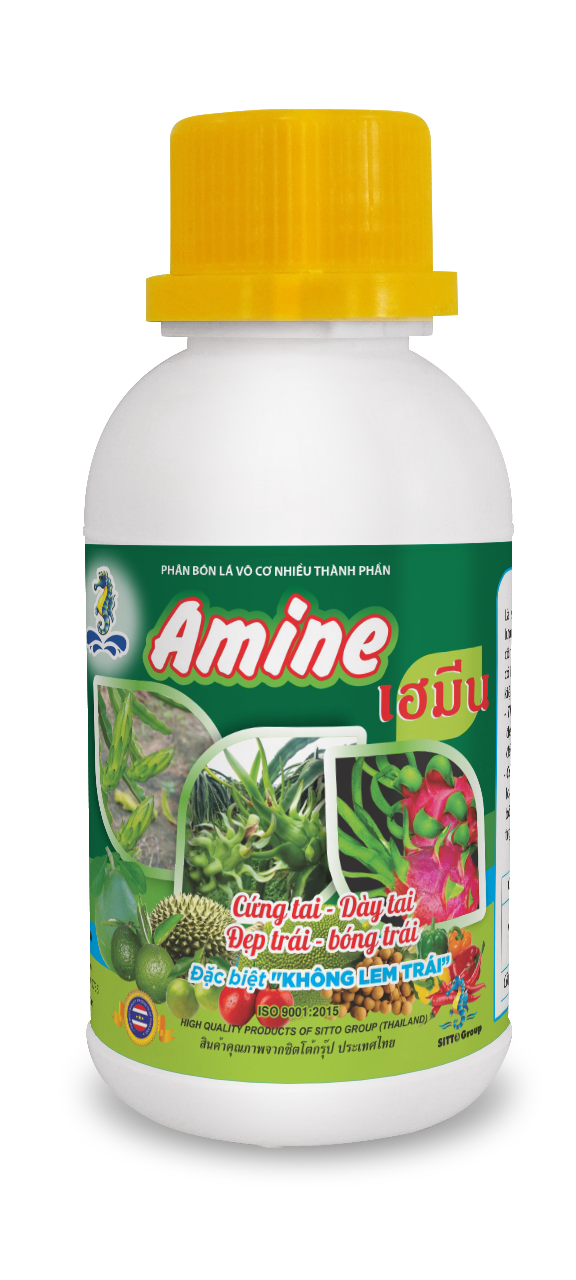 PHÂN BÓN LÁ VÔ CƠ NHIỀU THÀNH PHẦN
Amine
เฮมีน
Cứng tai - Dày tai
Đẹp trái - bóng trái
Đặc biệt "KHÔNG LEM TRÁI"
ISO 9001:2015
HIGH QUALITY PRODUCTS OF SITTO GROUP (THAILAND)
สินค้าคุณภาพจากซิตโต้กรุ๊ป ประเทศไทย
SITTO Group